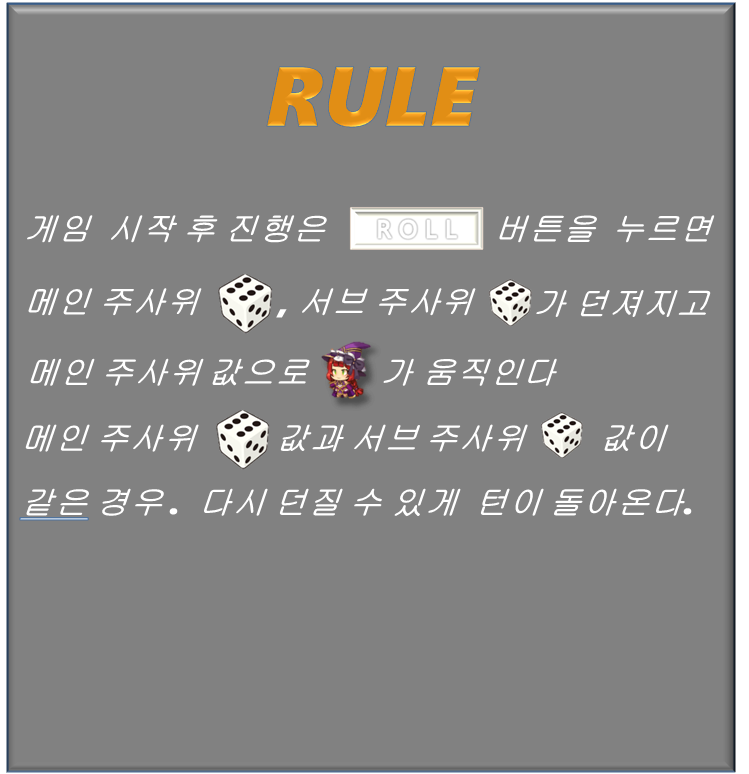 RULE
게임 시작 후 진행은 ROLL 버튼을 누르면
메인 주사위 , 서브 주사위 가 던져지고
메인 주사위 값으로 가 움직인다
메인 주사위 값과 서브 주사위 값이
같은 경우. 다시 던질 수 있게 턴이 돌아온다.